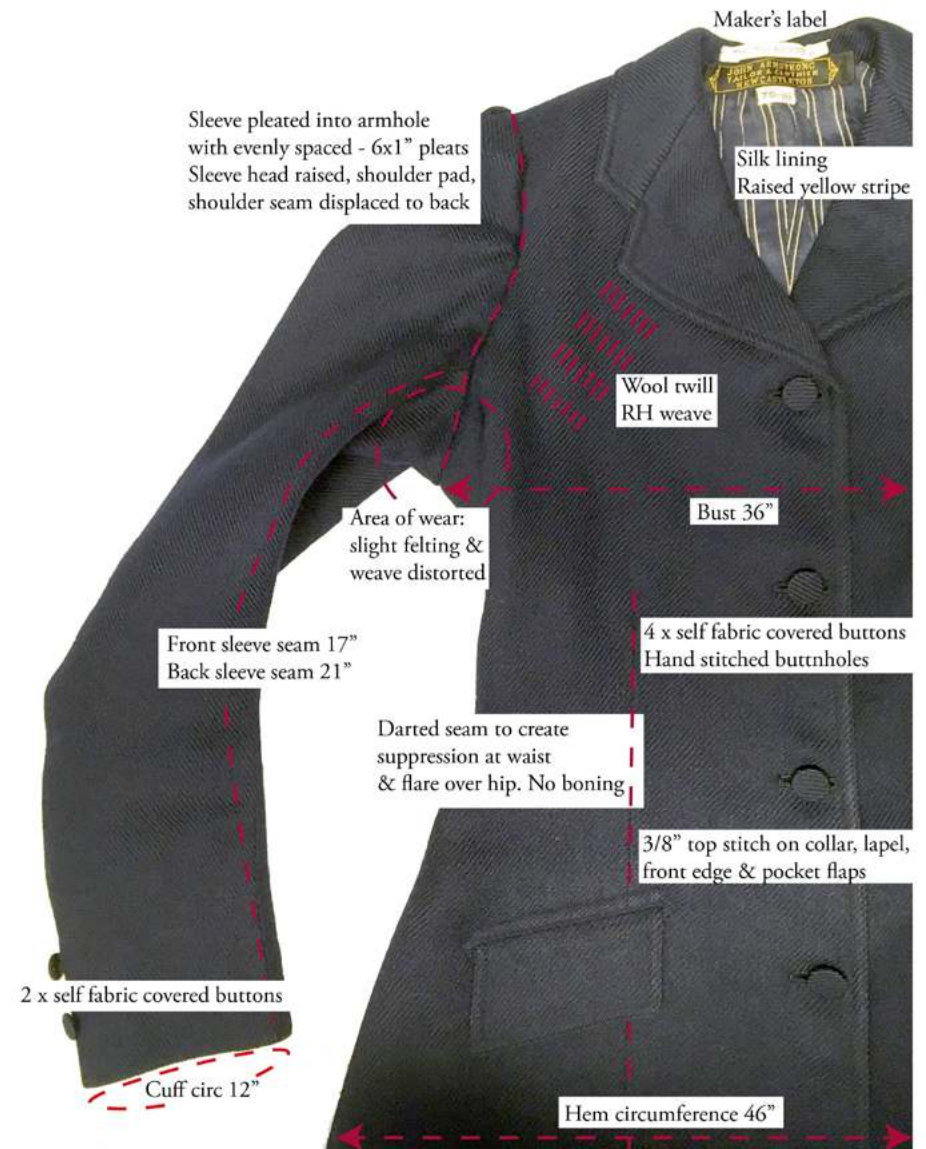 Maker's label
JOHN ARMSTRONG
TAILOR & CLOTHIER
NEWCASTLETON
Sleeve pleated into armhole
with evenly spaced - 6x1” pleats
Sleeve head raised, shoulder pad,
shoulder seam displaced to back
Silk lining
Raised yellow stripe
Wool twill
RH weave
Bust 36”
Area of wear:
slight felting &
weave distorted
4 x self fabric covered buttons
Hand stitched buttnholes
Front sleeve seam 17”
Back sleeve seam 21”
Darted seam to create
suppression at waist
& flare over hip. No boning
3/8” top stitch on collar, lapel,
front edge & pocket flaps
2 x self fabric covered buttons
Cuff circ 12”
Hem circumference 46”